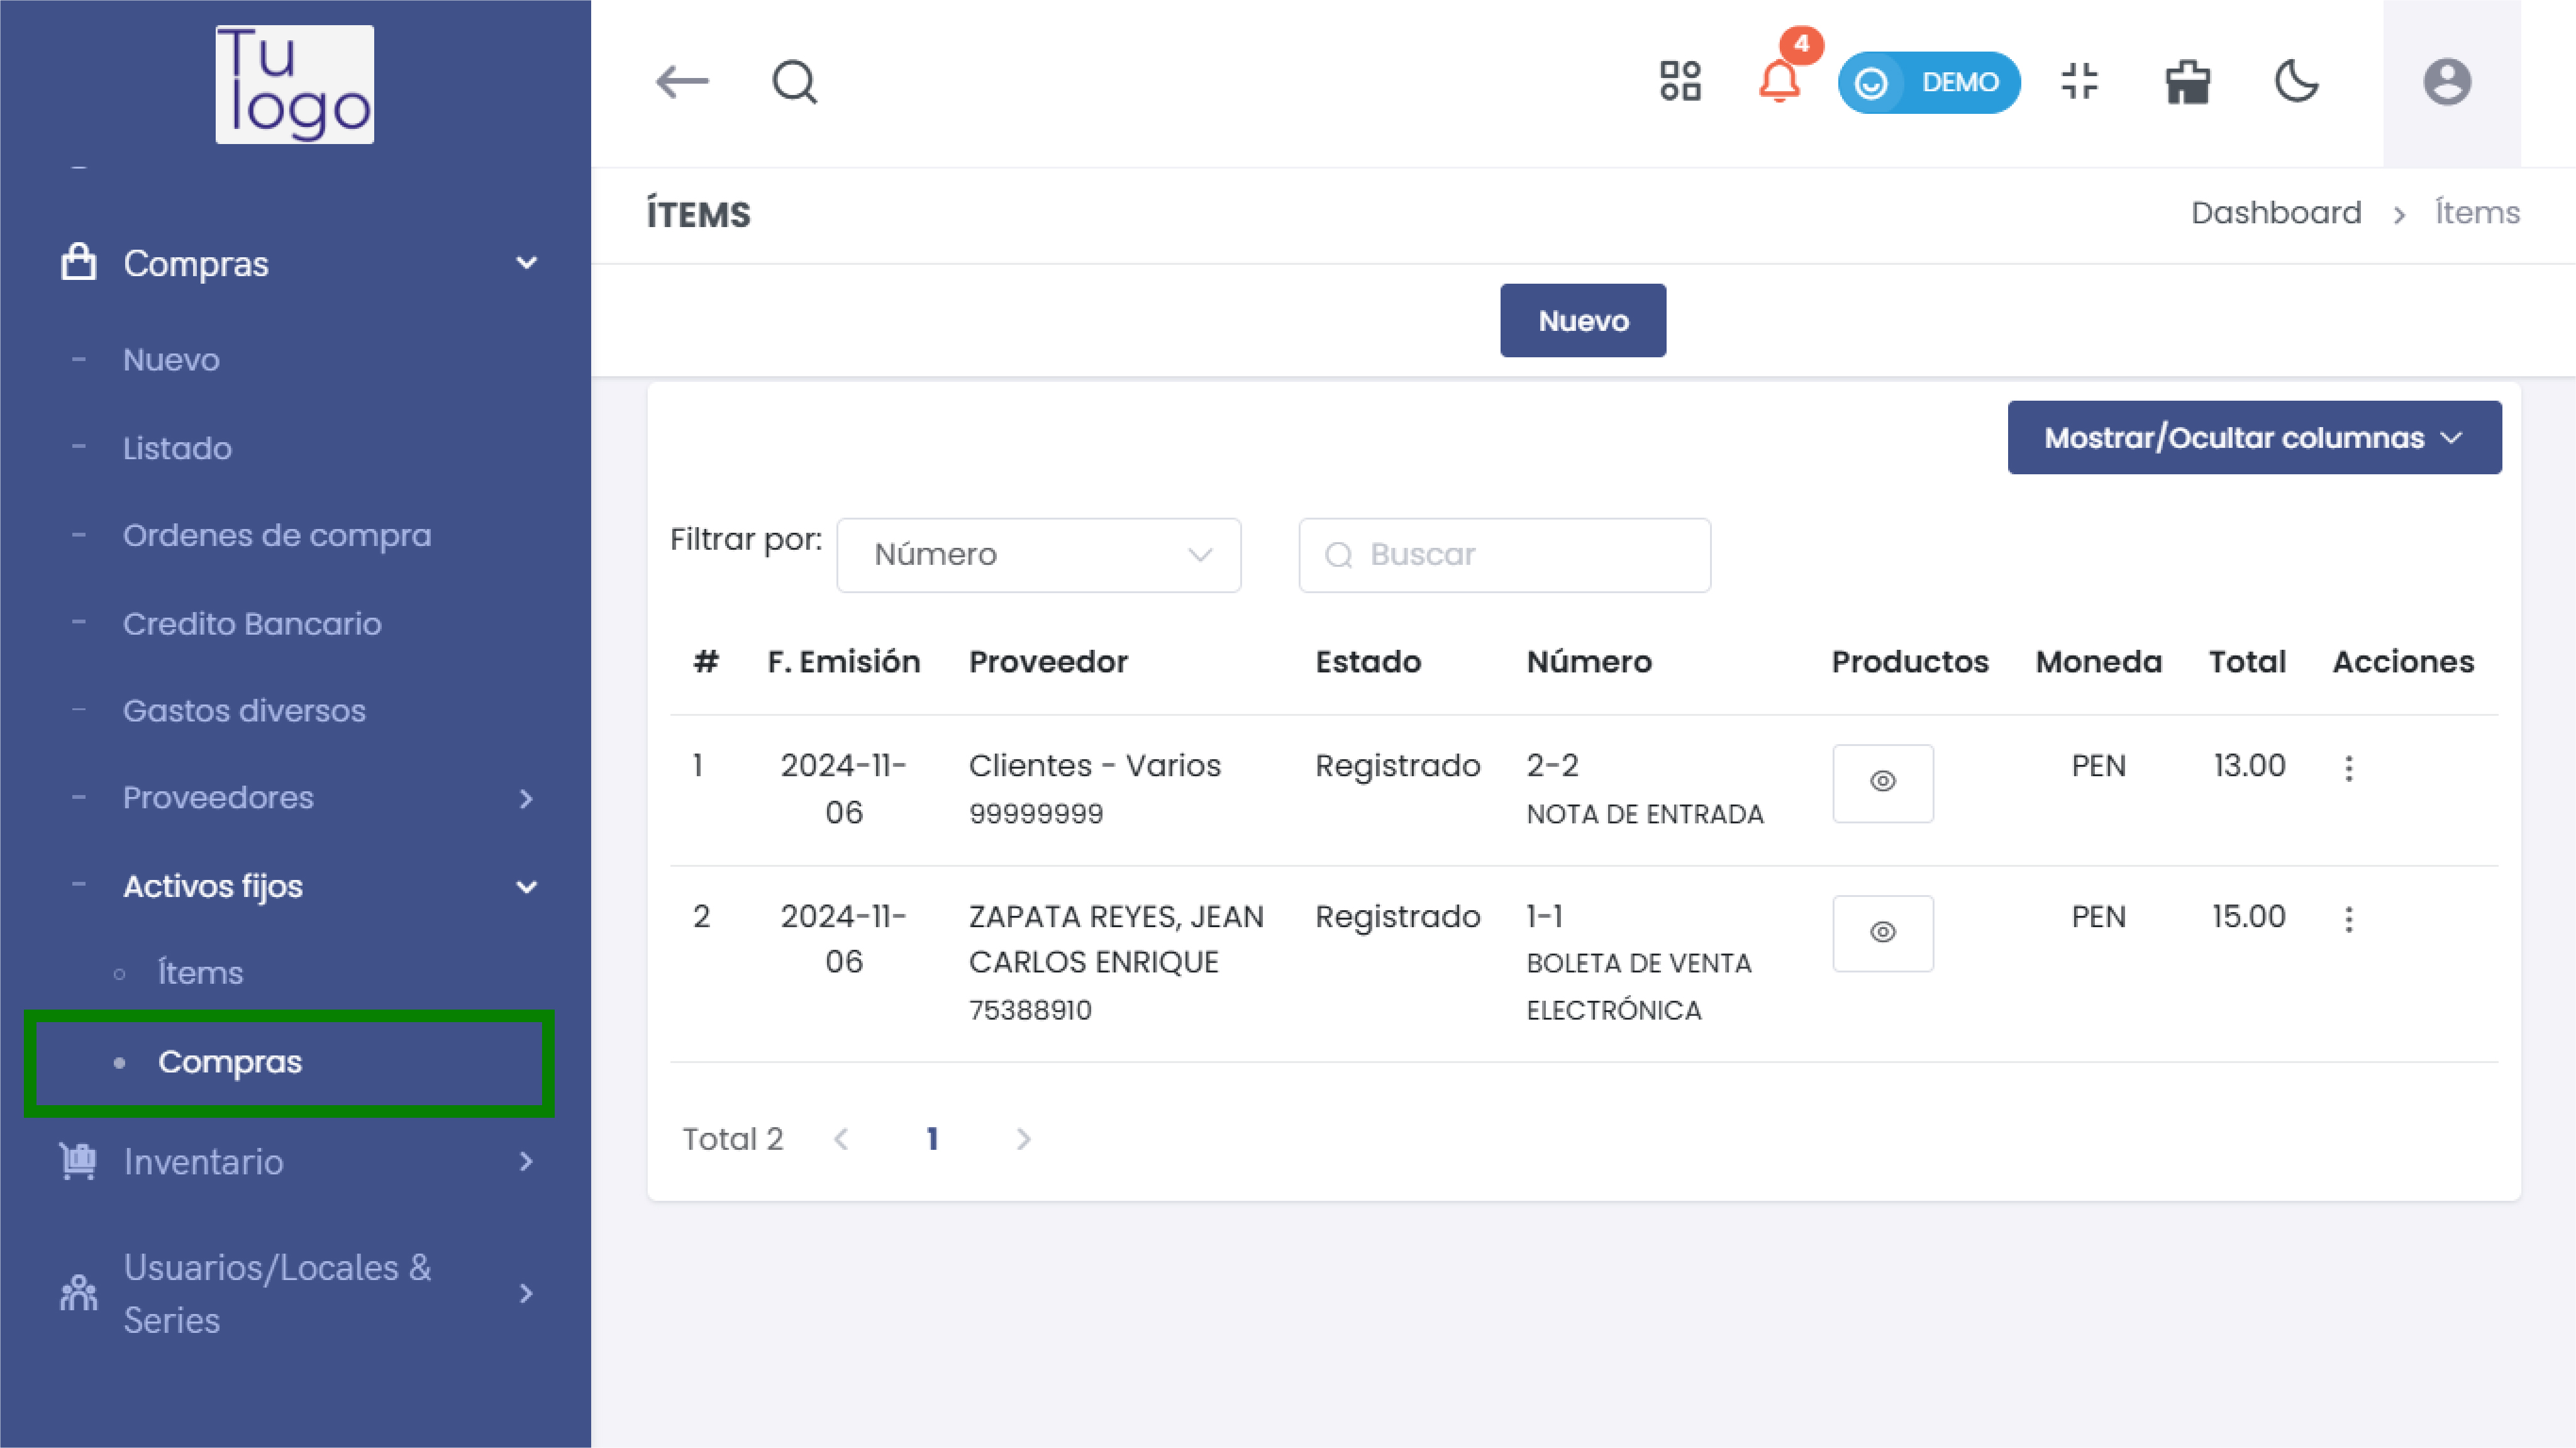 Tu
logo
Compras
Nuevo
Listado
Ordenes de compra
Credito Bancario
Gastos diversos
Proveedores
Activos fijos
Ítems
Compras
Inventario
Usuarios/Locales &
Series
4
DEMO
ÍTEMS
Dashboard > Ítems
Nuevo
Mostrar/Ocultar columnas
Filtrar por: Número Buscar
# F. Emisión Proveedor Estado Número Productos Moneda Total Acciones
1 2024-11- Clientes - Varios Registrado 2-2 PEN 13.00
06 99999999 NOTA DE ENTRADA
2 2024-11- ZAPATA REYES, JEAN Registrado 1-1 PEN 15.00
06 CARLOS ENRIQUE BOLETA DE VENTA
75388910 ELECTRÓNICA
Total 2 < 1 >